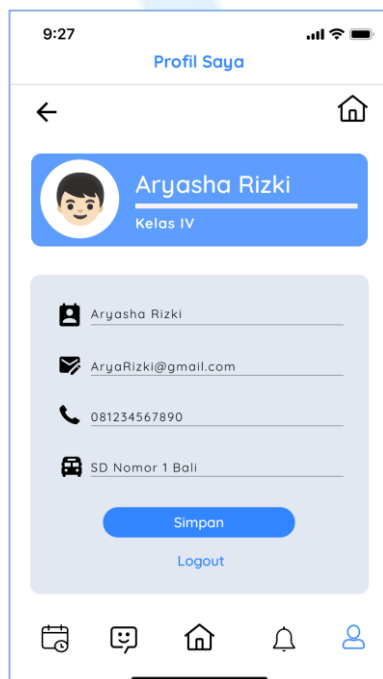 9:27
Profil Saya
Aryasha Rizki
Kelas IV
Aryasha Rizki
AryaRizki@gmail.com
081234567890
SD Nomor 1 Bali
Simpan
Logout